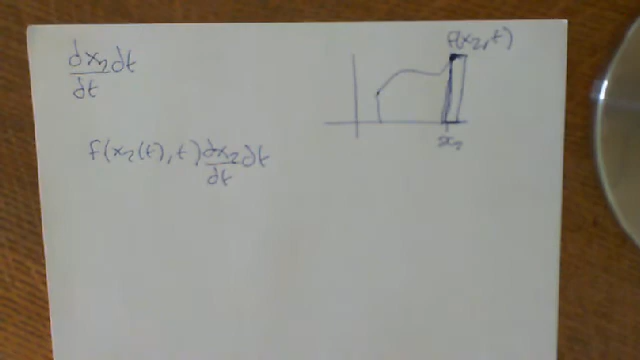 dx₂/dt dt
f(x₂,t)
x₂
f(x₂(t),t) dx₂/dt dt